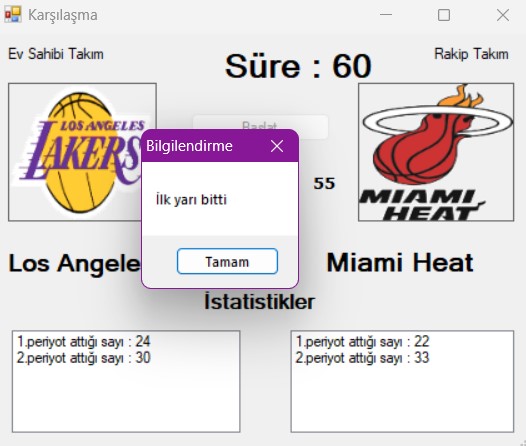 Karşılaşma
Ev Sahibi Takım
Süre : 60
Rakip Takım
Başlat
LOS ANGELES
LAKERS
Bilgilendirme
İlk yarı bitti
Tamam
55
MIAMI
HEAT
Los Angele
Miami Heat
İstatistikler
1.periyot attığı sayı : 24
2.periyot attığı sayı : 30
1.periyot attığı sayı : 22
2.periyot attığı sayı : 33